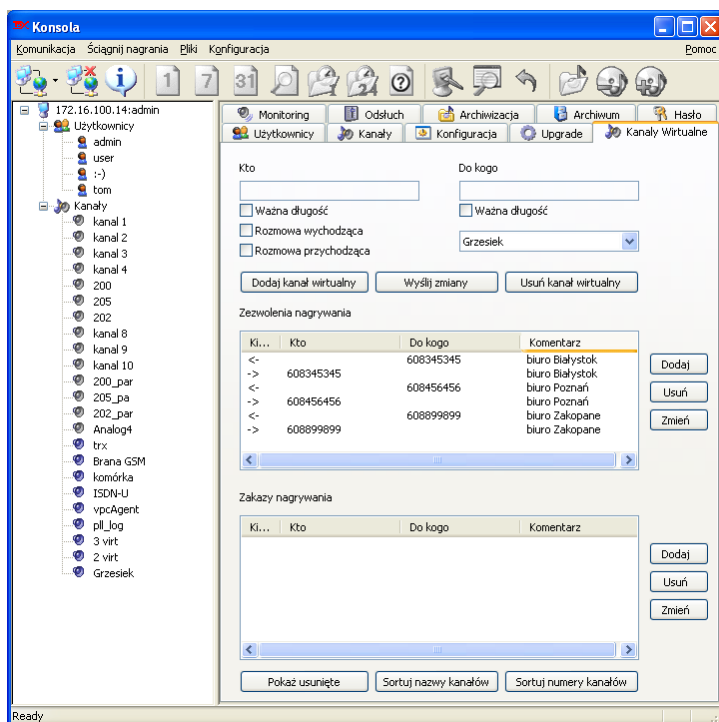 Konsola
Komunikacja Ściągnij nagrania Pliki Konfiguracja Pomoc
1 7 31 24
172.16.100.14:admin
Użytkownicy
admin
user
:-)
tom
Kanały
kanal 1
kanal 2
kanal 3
kanal 4
200
205
202
kanal 8
kanal 9
kanal 10
200_par
205_pa
202_par
Analog4
trx
Brana GSM
komórka
ISDN-U
vpcAgent
pll_log
3 virt
2 virt
Grzesiek
Monitoring Odsłuch Archiwizacja Archiwum Hasło
Użytkownicy Kanały Konfiguracja Upgrade Kanaly Wirtualne
Kto Do kogo
Ważna długość Ważna długość
Rozmowa wychodząca
Rozmowa przychodząca
Grzesiek
Dodaj kanał wirtualny Wyślij zmiany Usuń kanał wirtualny
Zezwolenia nagrywania
Ki... Kto Do kogo Komentarz
<- 608345345 biuro Białystok
-> 608345345 biuro Białystok
<- 608456456 biuro Poznań
-> 608456456 biuro Poznań
<- 608899899 biuro Zakopane
-> 608899899 biuro Zakopane
Dodaj
Usuń
Zmień
Zakazy nagrywania
Ki... Kto Do kogo Komentarz
Dodaj
Usuń
Zmień
Pokaż usunięte Sortuj nazwy kanałów Sortuj numery kanałów
Ready